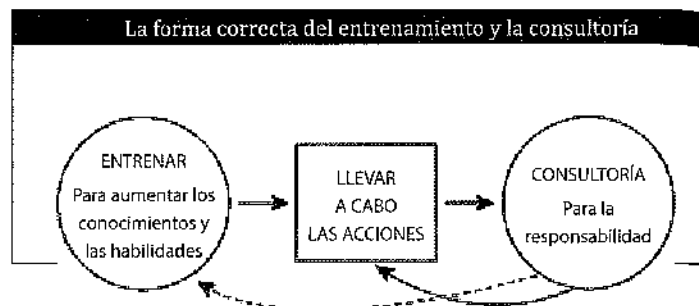 La forma correcta del entrenamiento y la consultoría
ENTRENAR
Para aumentar los
conocimientos y
las habilidades
LLEVAR
A CABO
LAS ACCIONES
CONSULTORÍA
Para la
responsabilidad